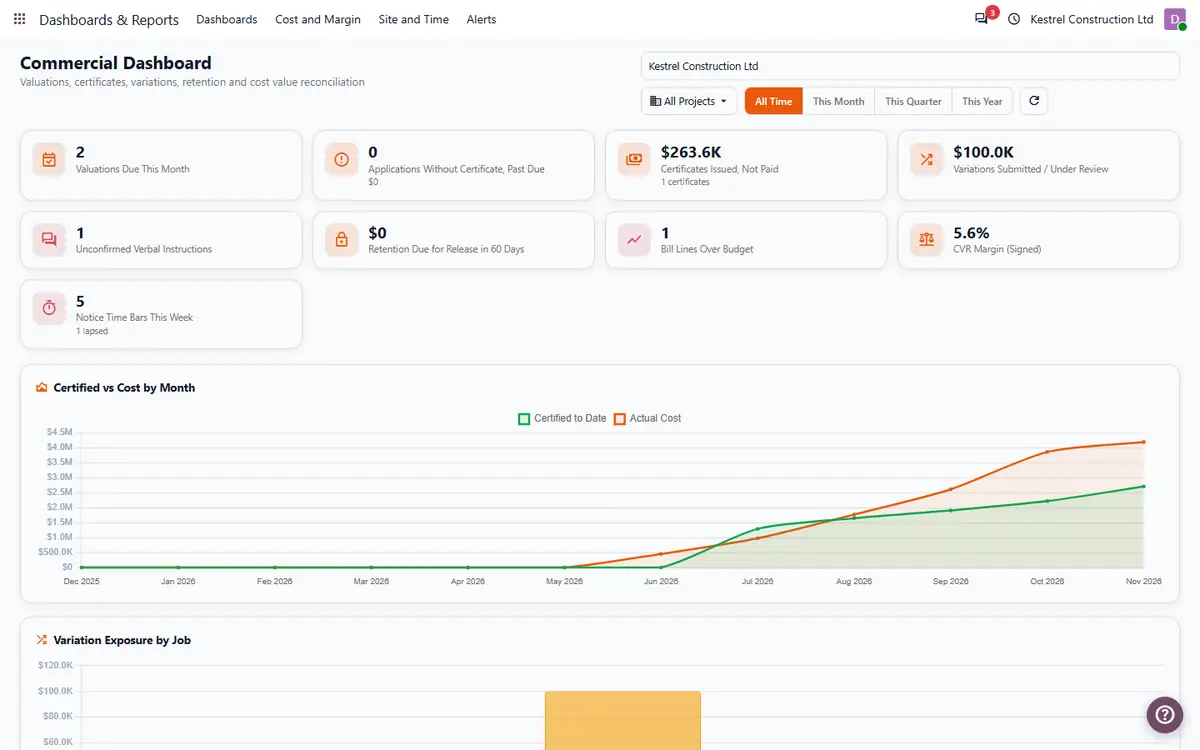 Dashboards & Reports Dashboards Cost and Margin Site and Time Alerts 3 Kestrel Construction Ltd D
Commercial Dashboard
Valuations, certificates, variations, retention and cost value reconciliation
Kestrel Construction Ltd
All Projects All Time This Month This Quarter This Year
2
Valuations Due This Month
0
Applications Without Certificate, Past Due
$0
$263.6K
Certificates Issued, Not Paid
1 certificates
$100.0K
Variations Submitted / Under Review
1
Unconfirmed Verbal Instructions
$0
Retention Due for Release in 60 Days
1
Bill Lines Over Budget
5.6%
CVR Margin (Signed)
5
Notice Time Bars This Week
1 lapsed
Certified vs Cost by Month
Certified to Date Actual Cost
$4.5M
$4.0M
$3.5M
$3.0M
$2.5M
$2.0M
$1.5M
$1.0M
$500.0K
$0
Dec 2025 Jan 2026 Feb 2026 Mar 2026 Apr 2026 May 2026 Jun 2026 Jul 2026 Aug 2026 Sep 2026 Oct 2026 Nov 2026
Variation Exposure by Job
$120.0K
$100.0K
$80.0K
$60.0K